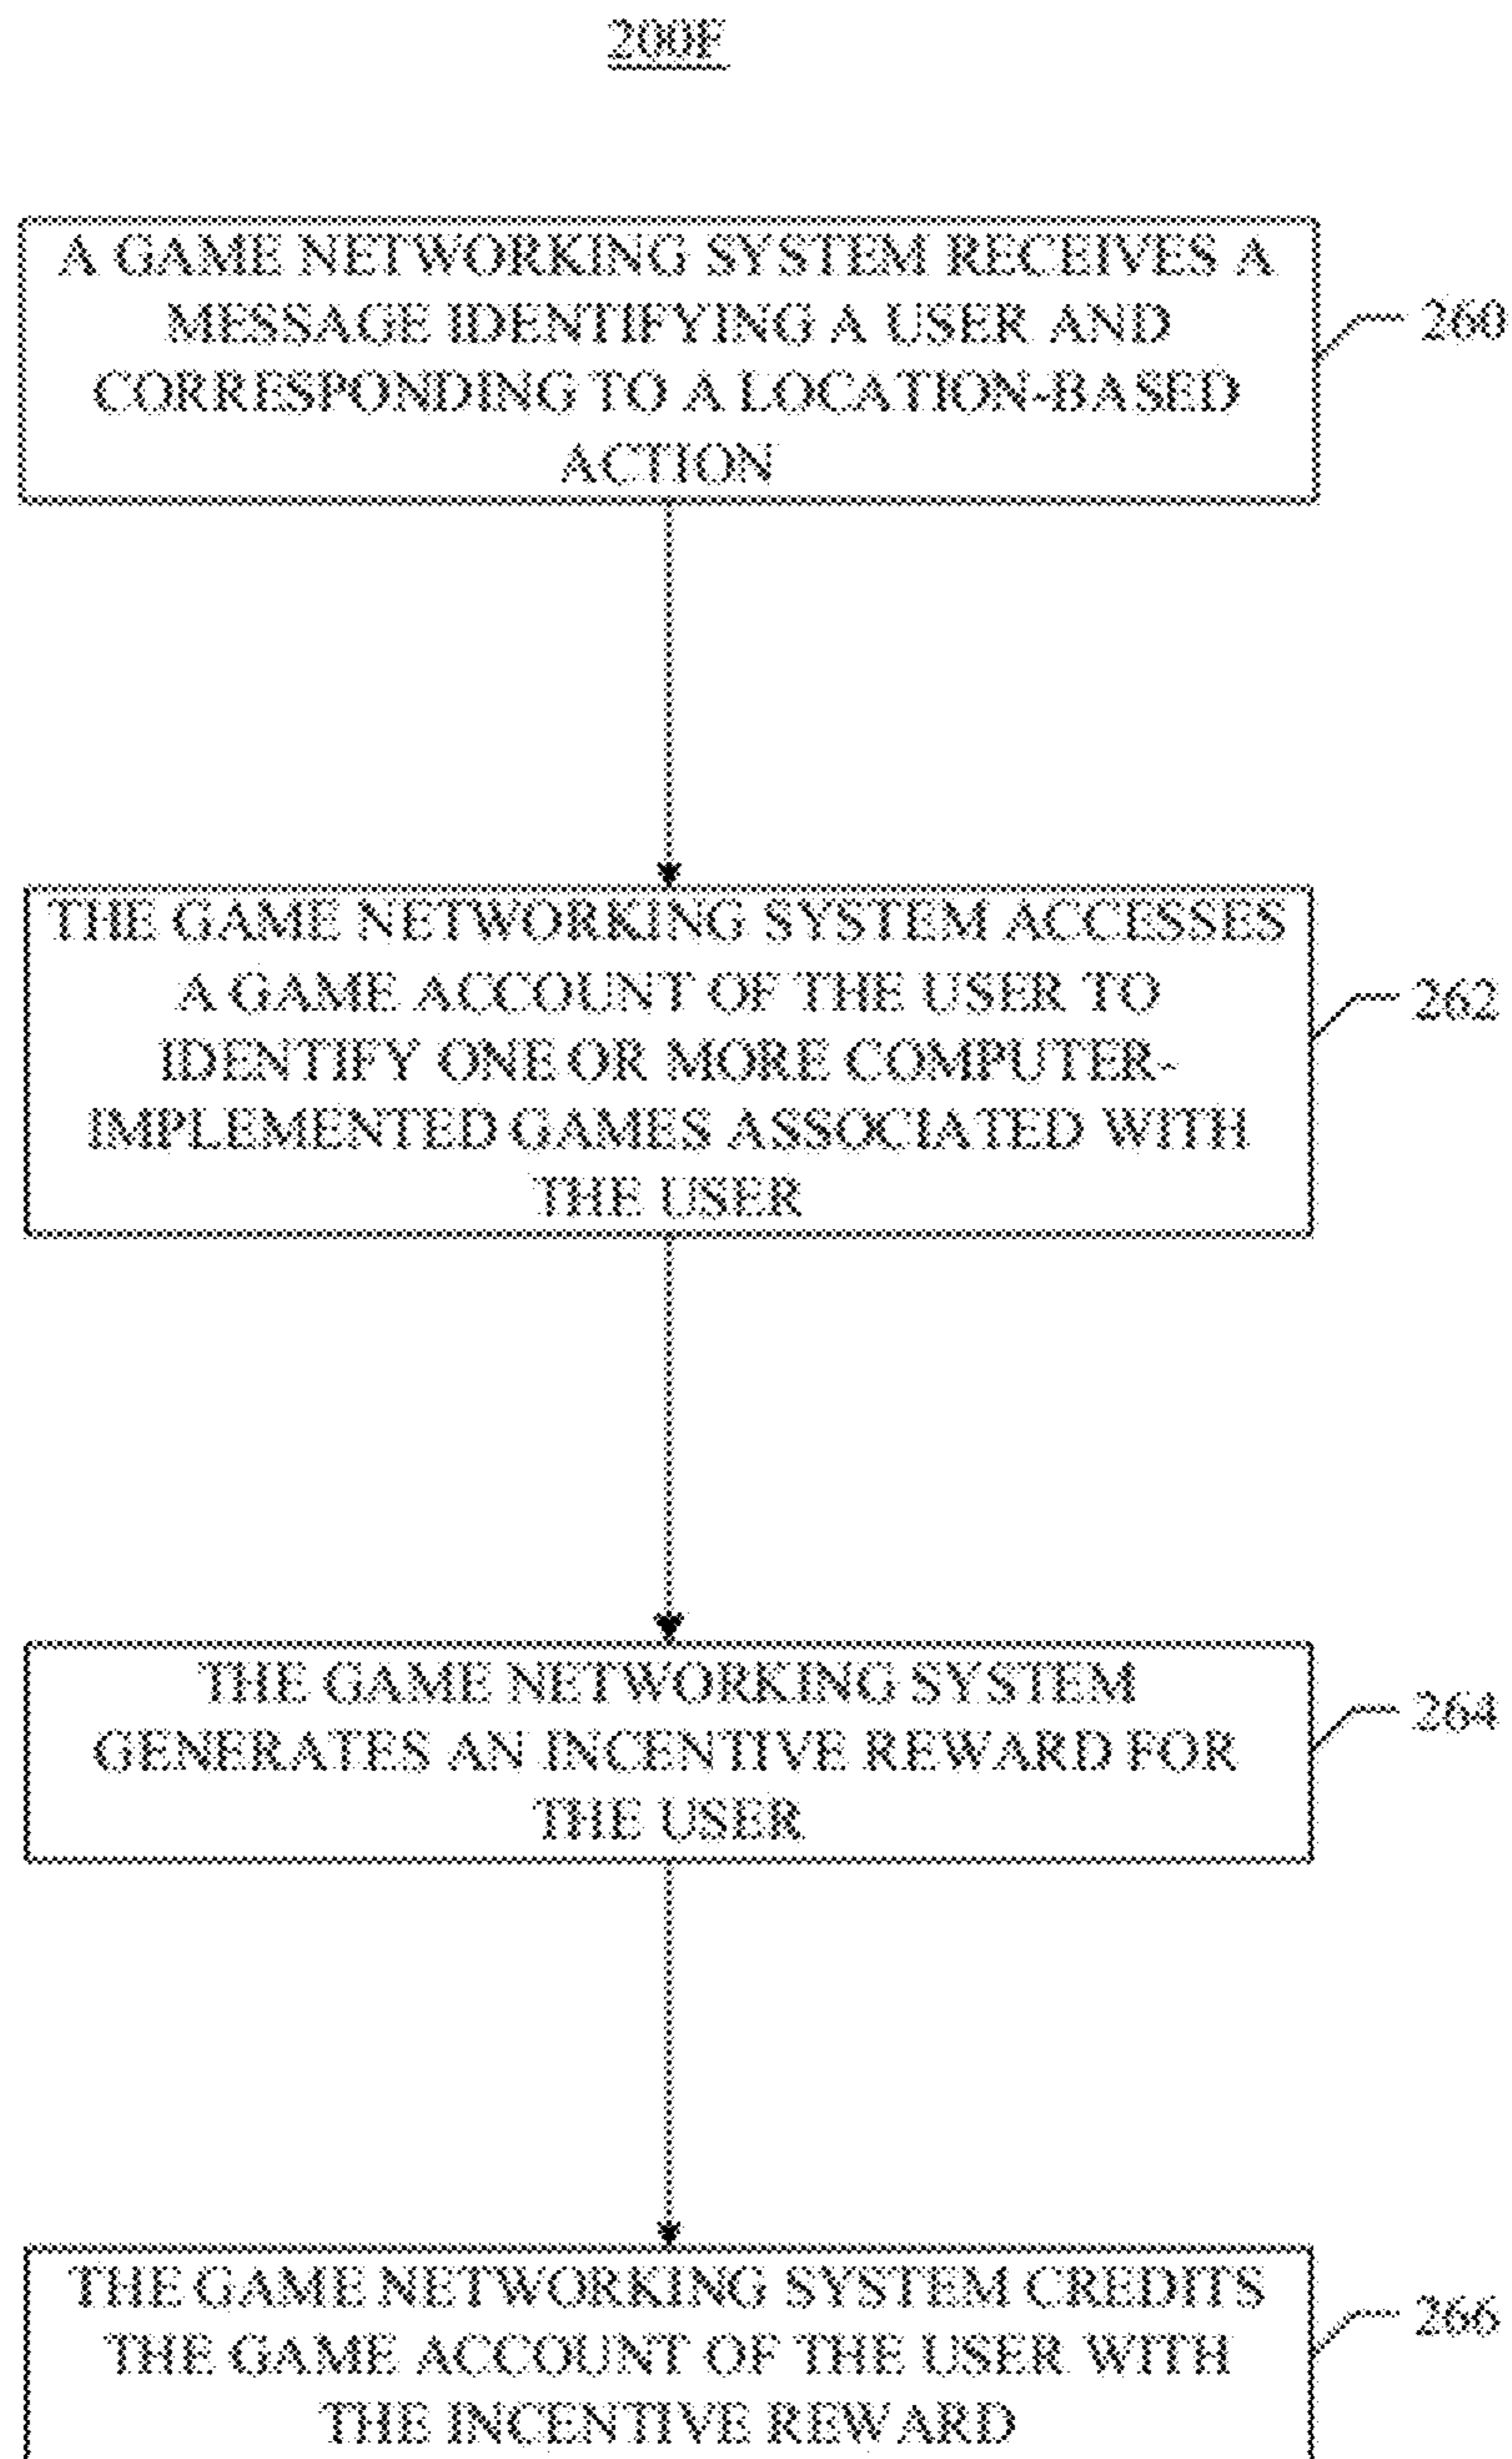 200F
A GAME NETWORKING SYSTEM RECEIVES A
MESSAGE IDENTIFYING A USER AND
CORRESPONDING TO A LOCATION-BASED
ACTION
260
THE GAME NETWORKING SYSTEM ACCESSES
A GAME ACCOUNT OF THE USER TO
IDENTIFY ONE OR MORE COMPUTER-
IMPLEMENTED GAMES ASSOCIATED WITH
THE USER
262
THE GAME NETWORKING SYSTEM
GENERATES AN INCENTIVE REWARD FOR
THE USER
264
THE GAME NETWORKING SYSTEM CREDITS
THE GAME ACCOUNT OF THE USER WITH
THE INCENTIVE REWARD
266